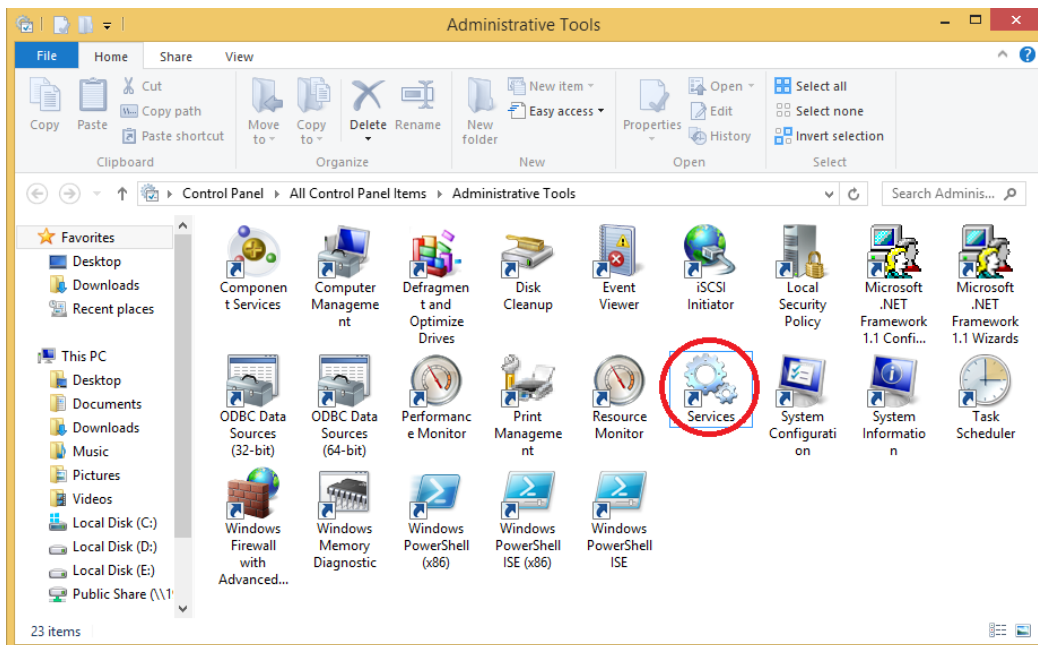 Administrative Tools
File Home Share View
Copy
Paste
Cut
Copy path
Paste shortcut
Clipboard
Move
to
Copy
to
Delete
Rename
Organize
New
folder
New item
Easy access
New
Properties
Open
Edit
History
Open
Select all
Select none
Invert selection
Select
Control Panel All Control Panel Items Administrative Tools
Search Adminis...
Favorites
Desktop
Downloads
Recent places
This PC
Desktop
Documents
Downloads
Music
Pictures
Videos
Local Disk (C:)
Local Disk (D:)
Local Disk (E:)
Public Share (\\1
Componen
t Services
Computer
Manageme
nt
Defragmen
t and
Optimize
Drives
Disk
Cleanup
Event
Viewer
iSCSI
Initiator
Local
Security
Policy
Microsoft
.NET
Framework
1.1 Confi...
Microsoft
.NET
Framework
1.1 Wizards
ODBC Data
Sources
(32-bit)
ODBC Data
Sources
(64-bit)
Performanc
e Monitor
Print
Manageme
nt
Resource
Monitor
Services
System
Configurati
on
System
Informatio
n
Task
Scheduler
Windows
Firewall
with
Advanced...
Windows
Memory
Diagnostic
Windows
PowerShell
(x86)
Windows
PowerShell
ISE (x86)
Windows
PowerShell
ISE
23 items